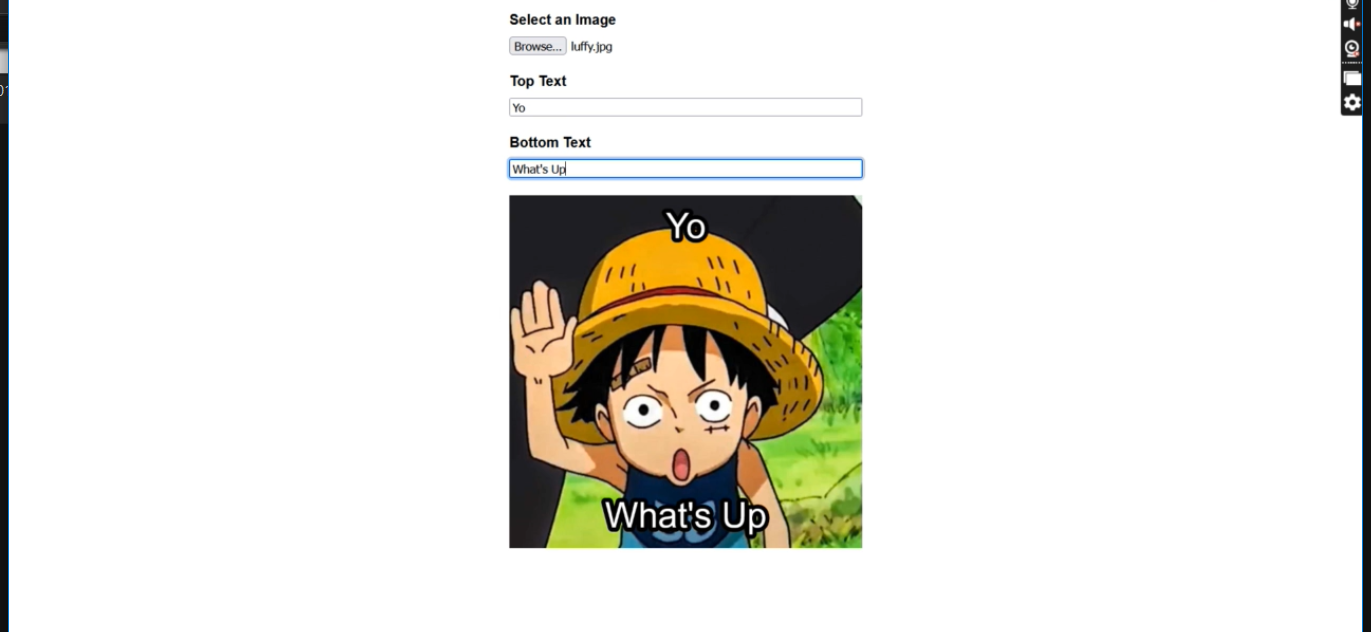 Select an Image
Browse... luffy.jpg
Top Text
Yo
Bottom Text
What's Up
Yo
What's Up